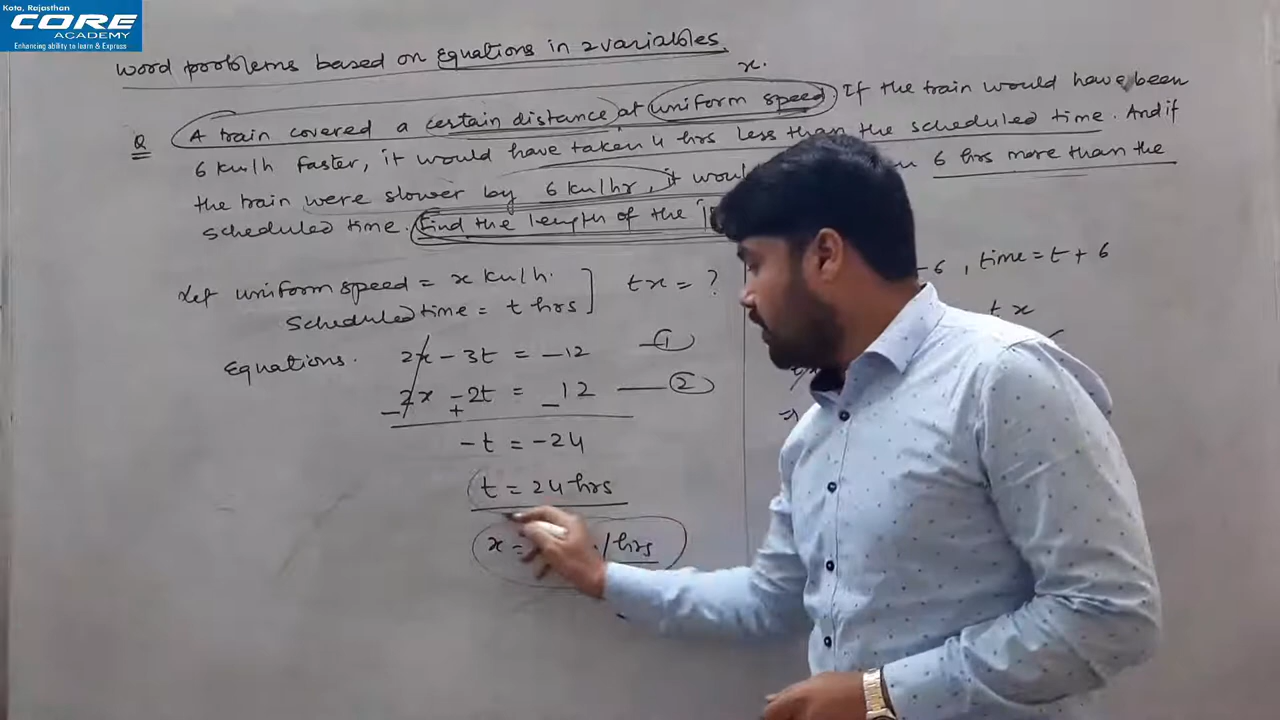 Kota, Rajasthan
CORE
ACADEMY
Enhancing ability to learn & Express
Word problems based on Equations in 2 variables.
x.
Q A train covered a certain distance at uniform speed If the train would have been
6 km/h faster, it would have taken 4 hrs less than the scheduled time. And if
the train were slower by 6 km/hr, it 6 hrs more than the
scheduled time. Find the length of the
Let uniform speed = x km/h.
Scheduled time = t hrs
tx = ?
Equations. 2x - 3t = -12 ①
2x - 2t = 12 ②
- + -
-t = -24
t = 24 hrs
x = /hrs
- 6, time = t + 6
tx
⇒